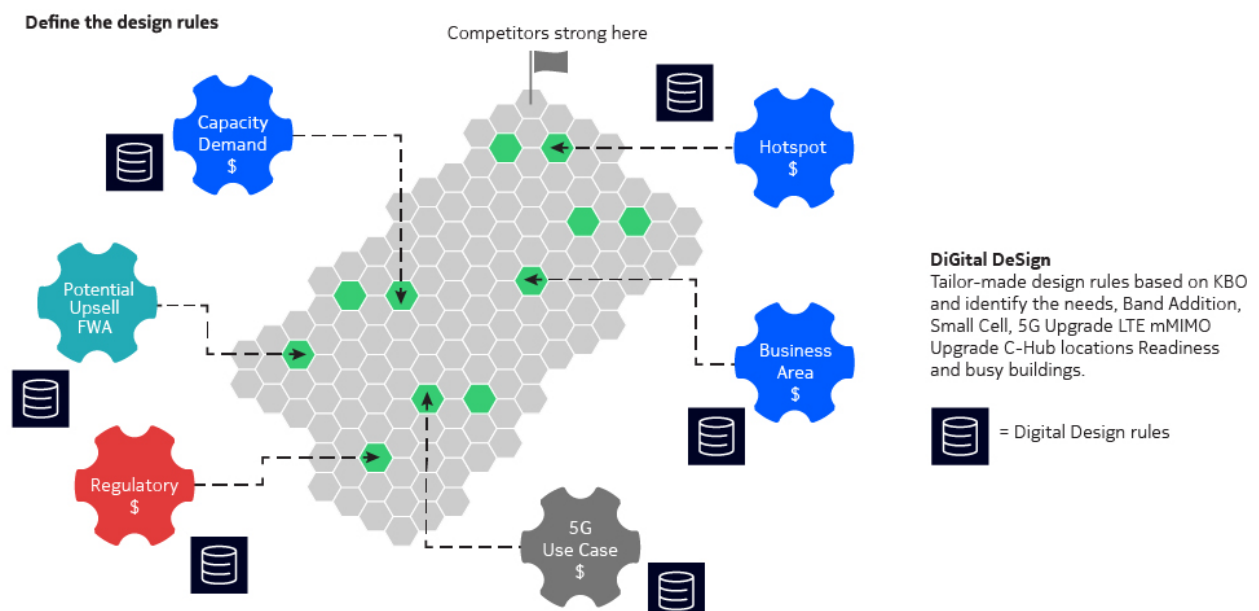 Define the design rules
Competitors strong here
Capacity
Demand
$
Hotspot
$
Potential
Upsell
FWA
Business
Area
$
Regulatory
$
5G
Use Case
$
DiGital DeSign
Tailor-made design rules based on KBO
and identify the needs, Band Addition,
Small Cell, 5G Upgrade LTE mMIMO
Upgrade C-Hub locations Readiness
and busy buildings.
= Digital Design rules